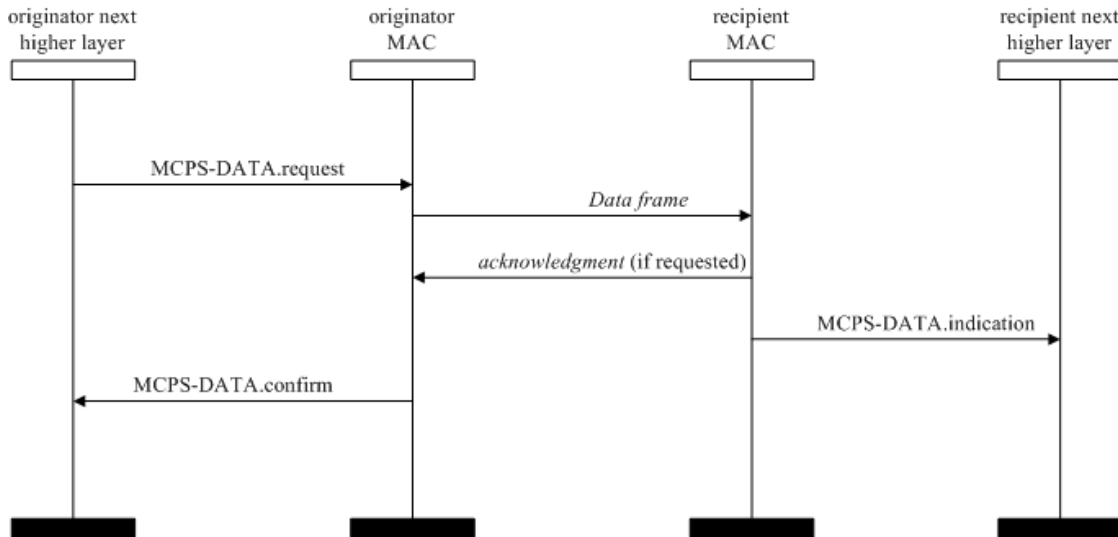 originator next
higher layer
originator
MAC
recipient
MAC
recipient next
higher layer
MCPS-DATA.request
Data frame
acknowledgment (if requested)
MCPS-DATA.indication
MCPS-DATA.confirm